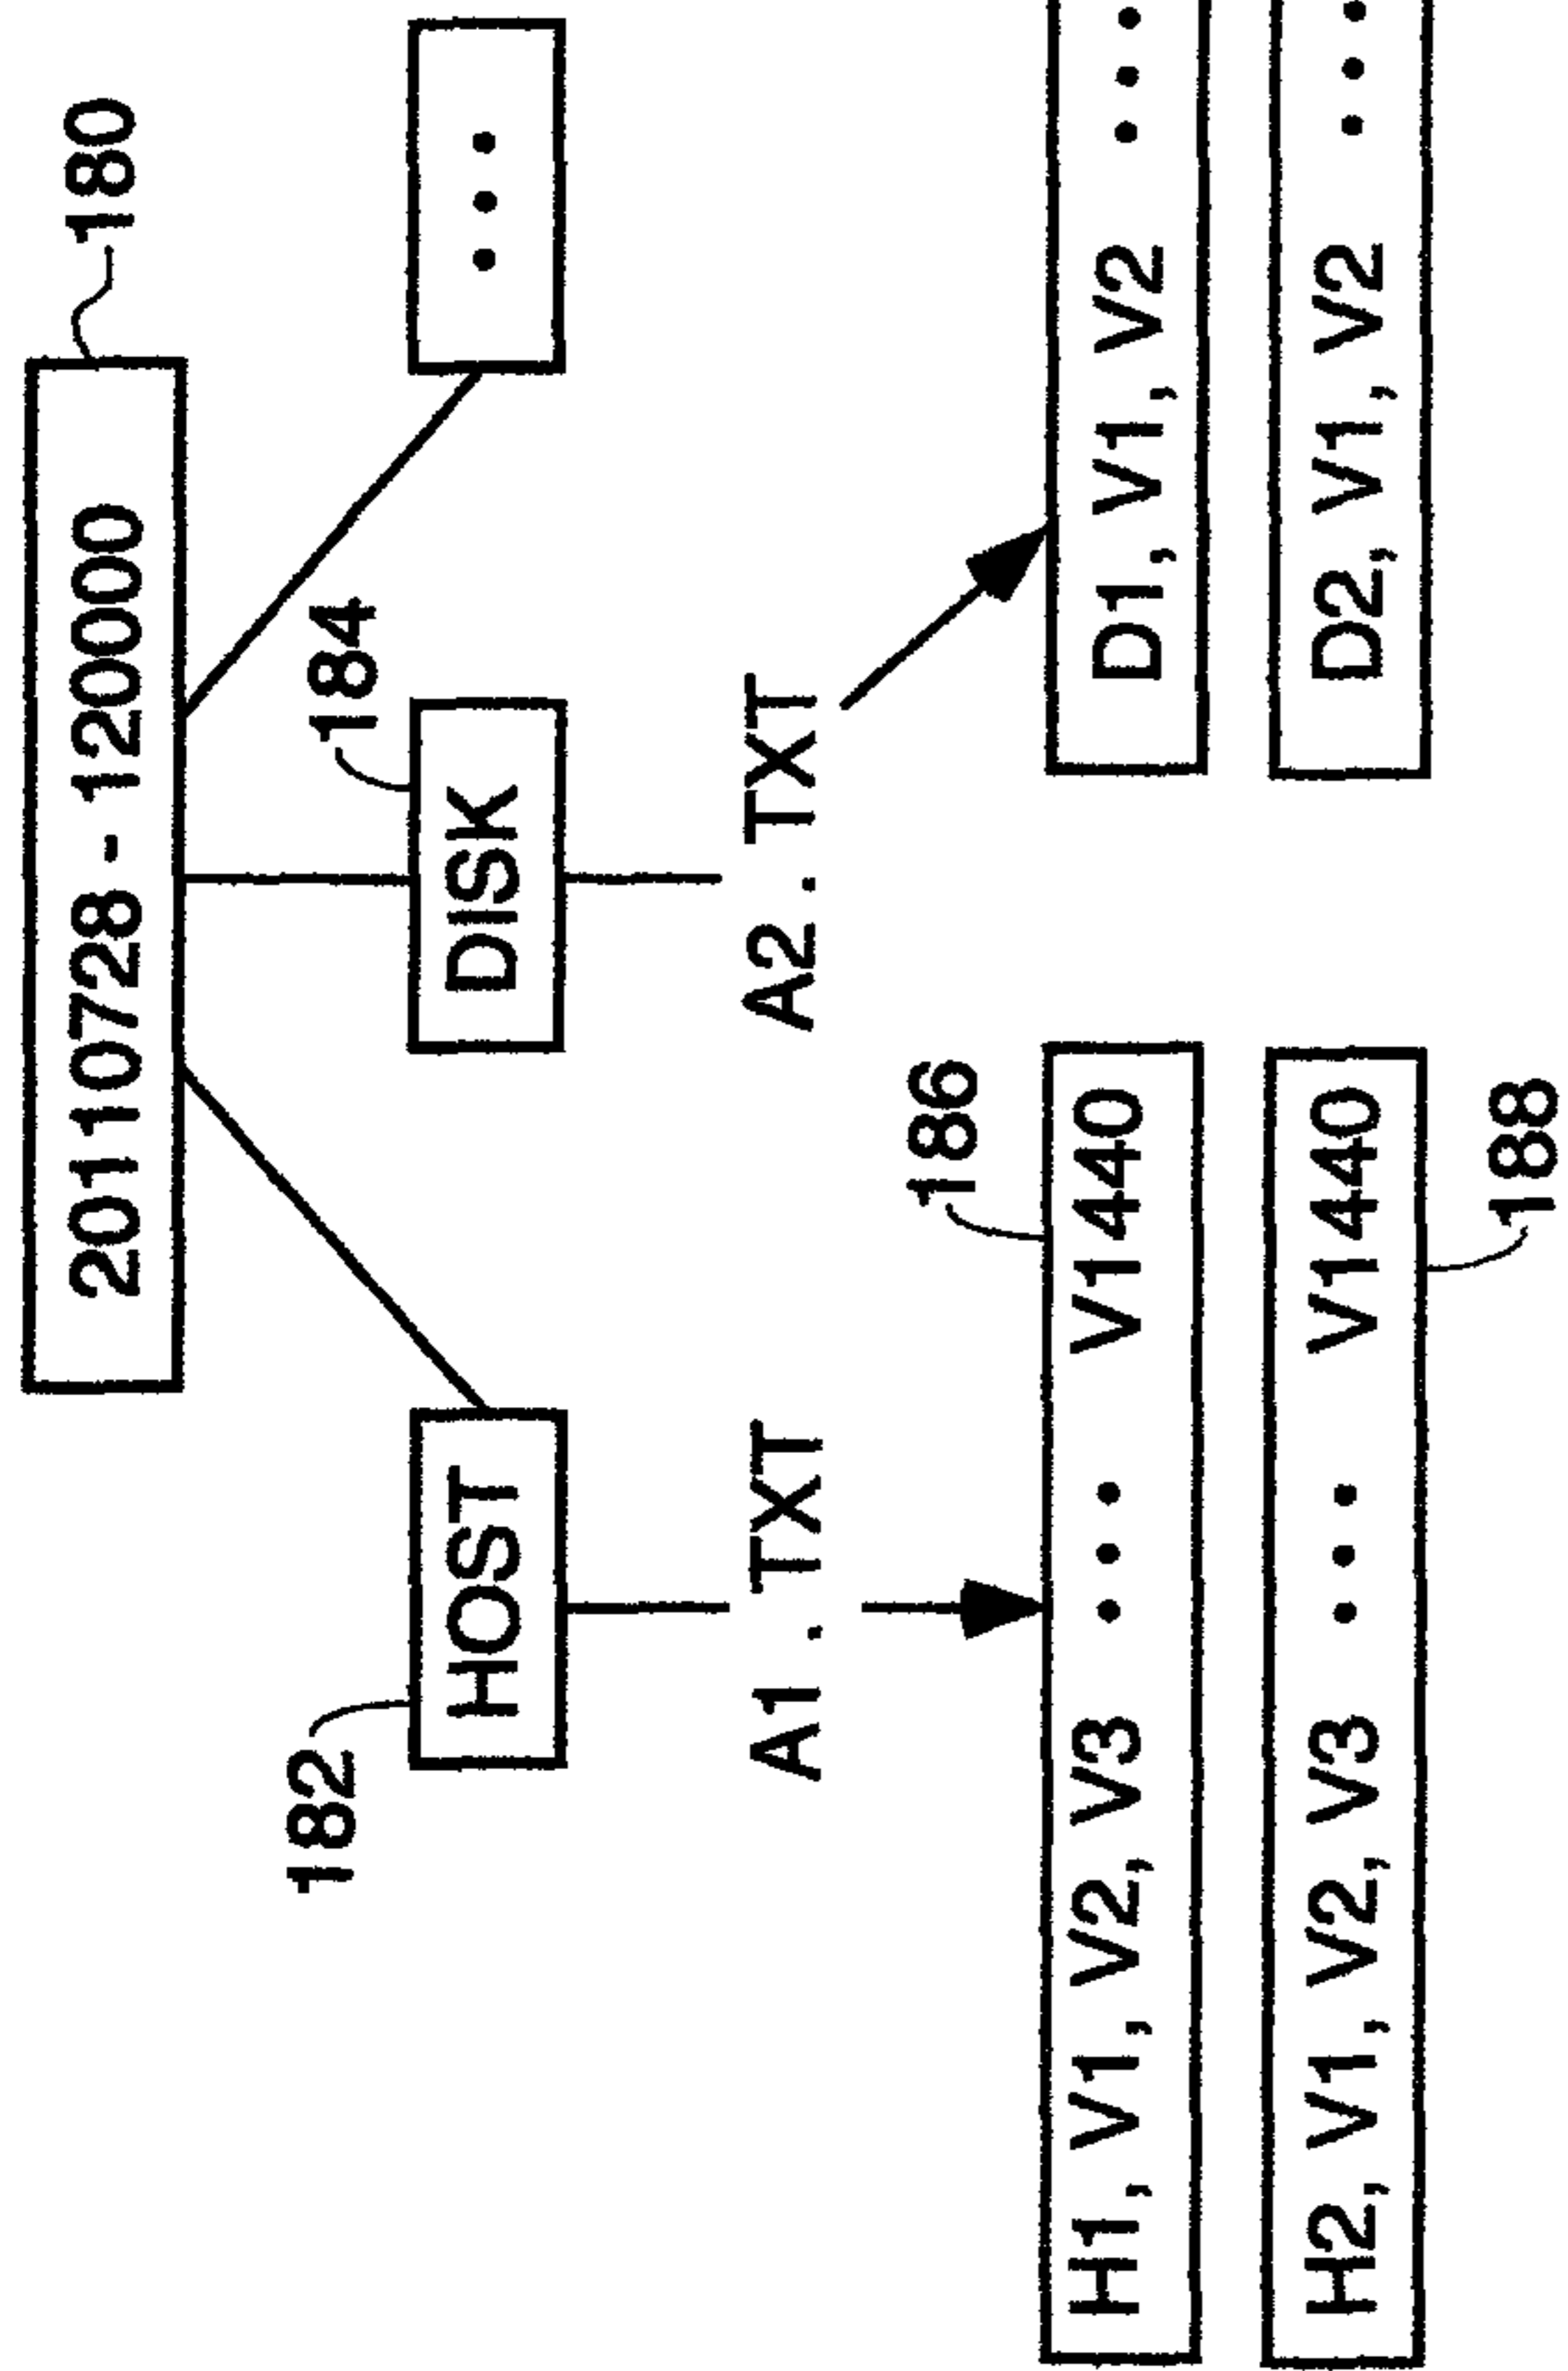 20110728 - 120000
180
182
HOST
184
DISK
• • •
A1 . TXT
A2 . TXT
186
H1, V1, V2, V3 • • • V1440
D1, V1, V2 • • •
H2, V1, V2, V3 • • • V1440
D2, V1, V2 • • •
188